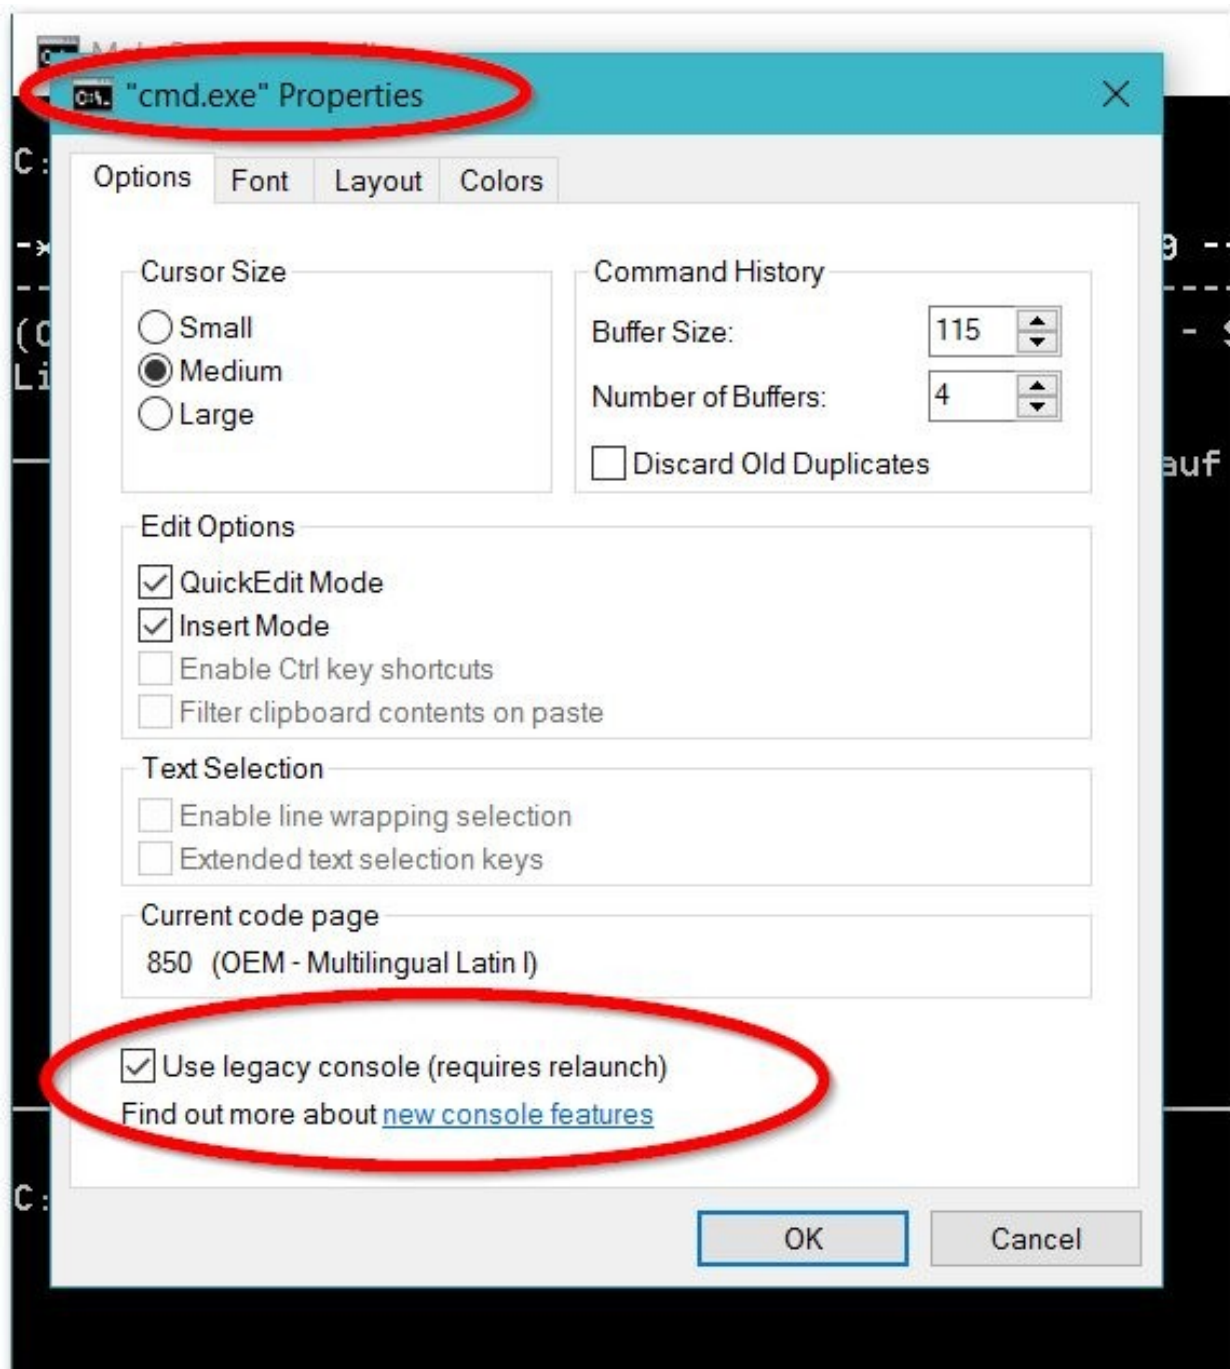 "cmd.exe" Properties
Options Font Layout Colors
Cursor Size
Small
Medium
Large
Command History
Buffer Size: 115
Number of Buffers: 4
Discard Old Duplicates
Edit Options
QuickEdit Mode
Insert Mode
Enable Ctrl key shortcuts
Filter clipboard contents on paste
Text Selection
Enable line wrapping selection
Extended text selection keys
Current code page
850 (OEM - Multilingual Latin I)
Use legacy console (requires relaunch)
Find out more about new console features
OK Cancel
C:
auf
C: